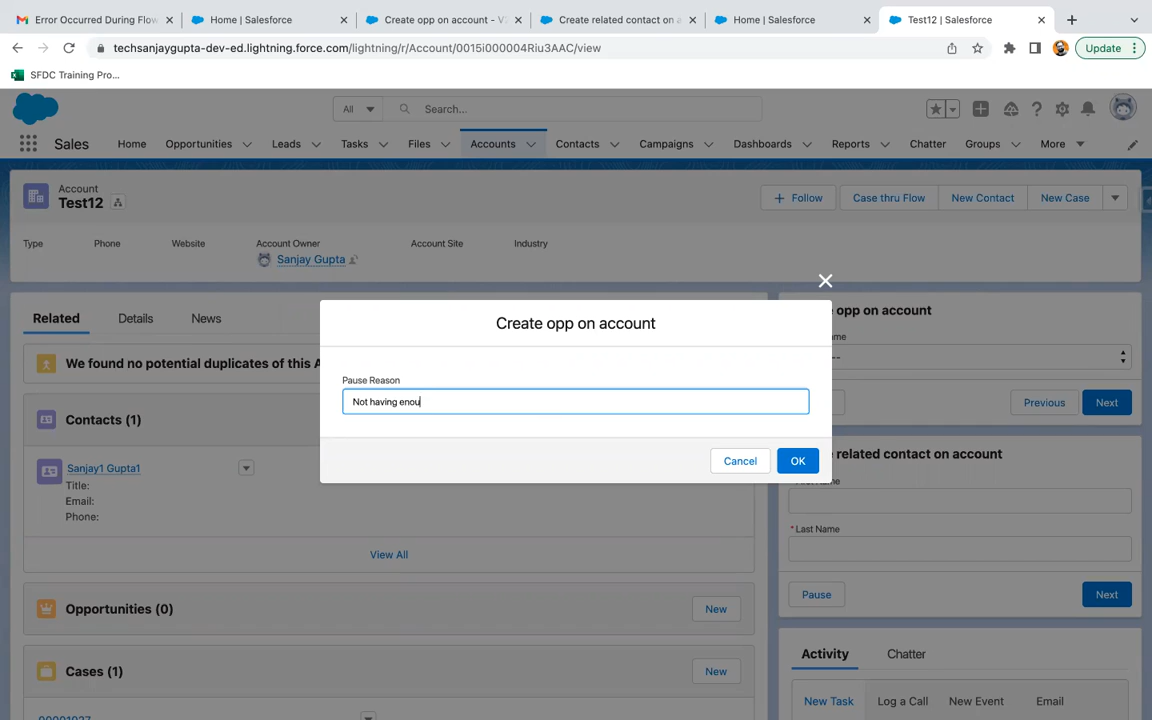 Error Occurred During Flow
Home | Salesforce
Create opp on account - V
Create related contact on a
Home | Salesforce
Test12 | Salesforce
techsanjaygupta-dev-ed.lightning.force.com/lightning/r/Account/0015i000004Riu3AAC/view
Update
SFDC Training Pro...
All
Search...
Sales
Home
Opportunities
Leads
Tasks
Files
Accounts
Contacts
Campaigns
Dashboards
Reports
Chatter
Groups
More
Account
Test12
Follow
Case thru Flow
New Contact
New Case
Type
Phone
Website
Account Owner
Account Site
Industry
Sanjay Gupta
Related
Details
News
We found no potential duplicates of this A
Contacts (1)
Sanjay1 Gupta1
Title:
Email:
Phone:
View All
Opportunities (0)
New
Cases (1)
New
Create opp on account
Pause Reason
Not having enou
Cancel
OK
opp on account
me
--
Previous
Next
related contact on account
* Last Name
Pause
Next
Activity
Chatter
New Task
Log a Call
New Event
Email